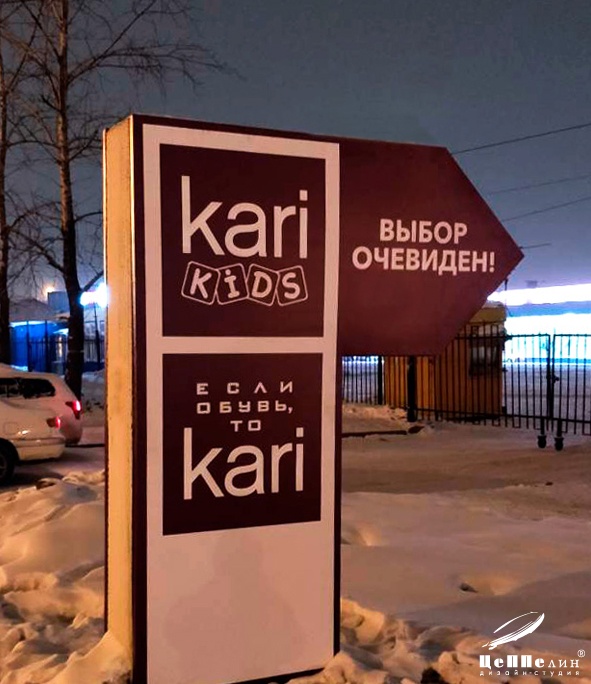 kari
KiDS
ВЫБОР
ОЧЕВИДЕН!
ЕСЛИ
ОБУВЬ,
ТО
kari
ЦеППелин®
дизайн-студия